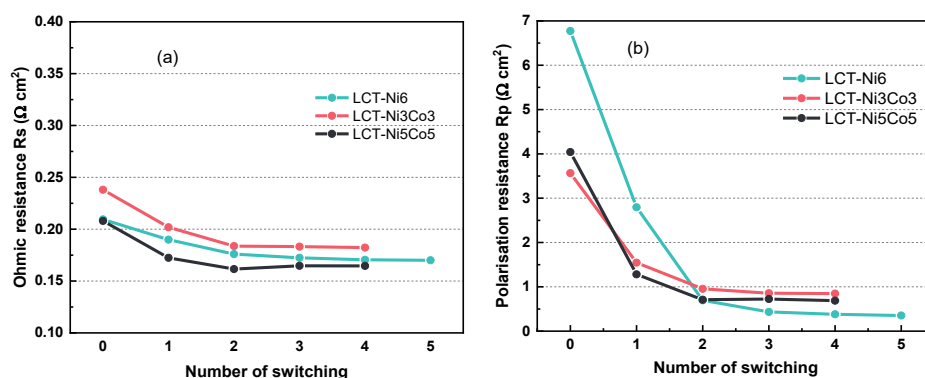 (a)
Ohmic resistance Rs (Ω cm²)
0.40
0.35
0.30
0.25
0.20
0.15
0.10
LCT-Ni6
LCT-Ni3Co3
LCT-Ni5Co5
0 1 2 3 4 5
Number of switching
(b)
Polarisation resistance Rp (Ω cm²)
7
6
5
4
3
2
1
0
LCT-Ni6
LCT-Ni3Co3
LCT-Ni5Co5
0 1 2 3 4 5
Number of switching